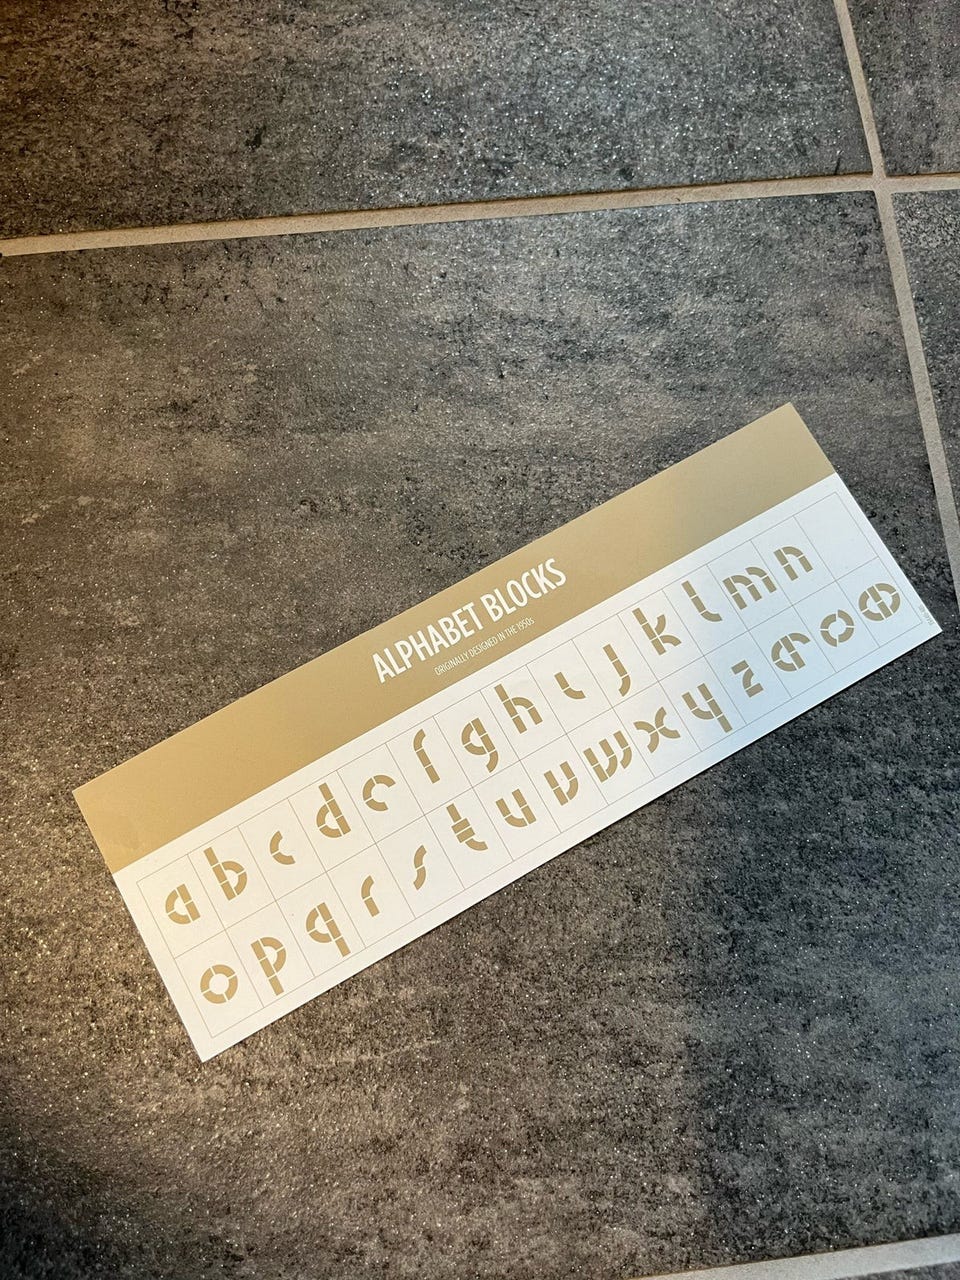 ALPHABET BLOCKS
ORIGINALLY DESIGNED IN THE 1950s
a b c d e f g h i j k l m n
o p q r s t u v w x y z æ ø